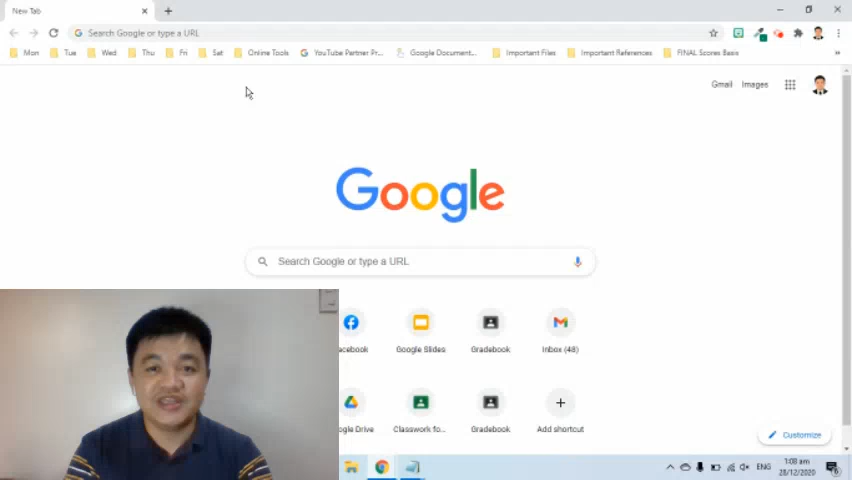 New Tab
Search Google or type a URL
Mon Tue Wed Thu Fri Sat Online Tools YouTube Partner Pr... Google Document... Important Files Important References FINAL Scores Basis
Gmail Images
Google
Search Google or type a URL
acebook Google Slides Gradebook Inbox (48)
gle Drive Classwork fo... Gradebook Add shortcut
Customize
ENG 1:08 am
28/12/2020